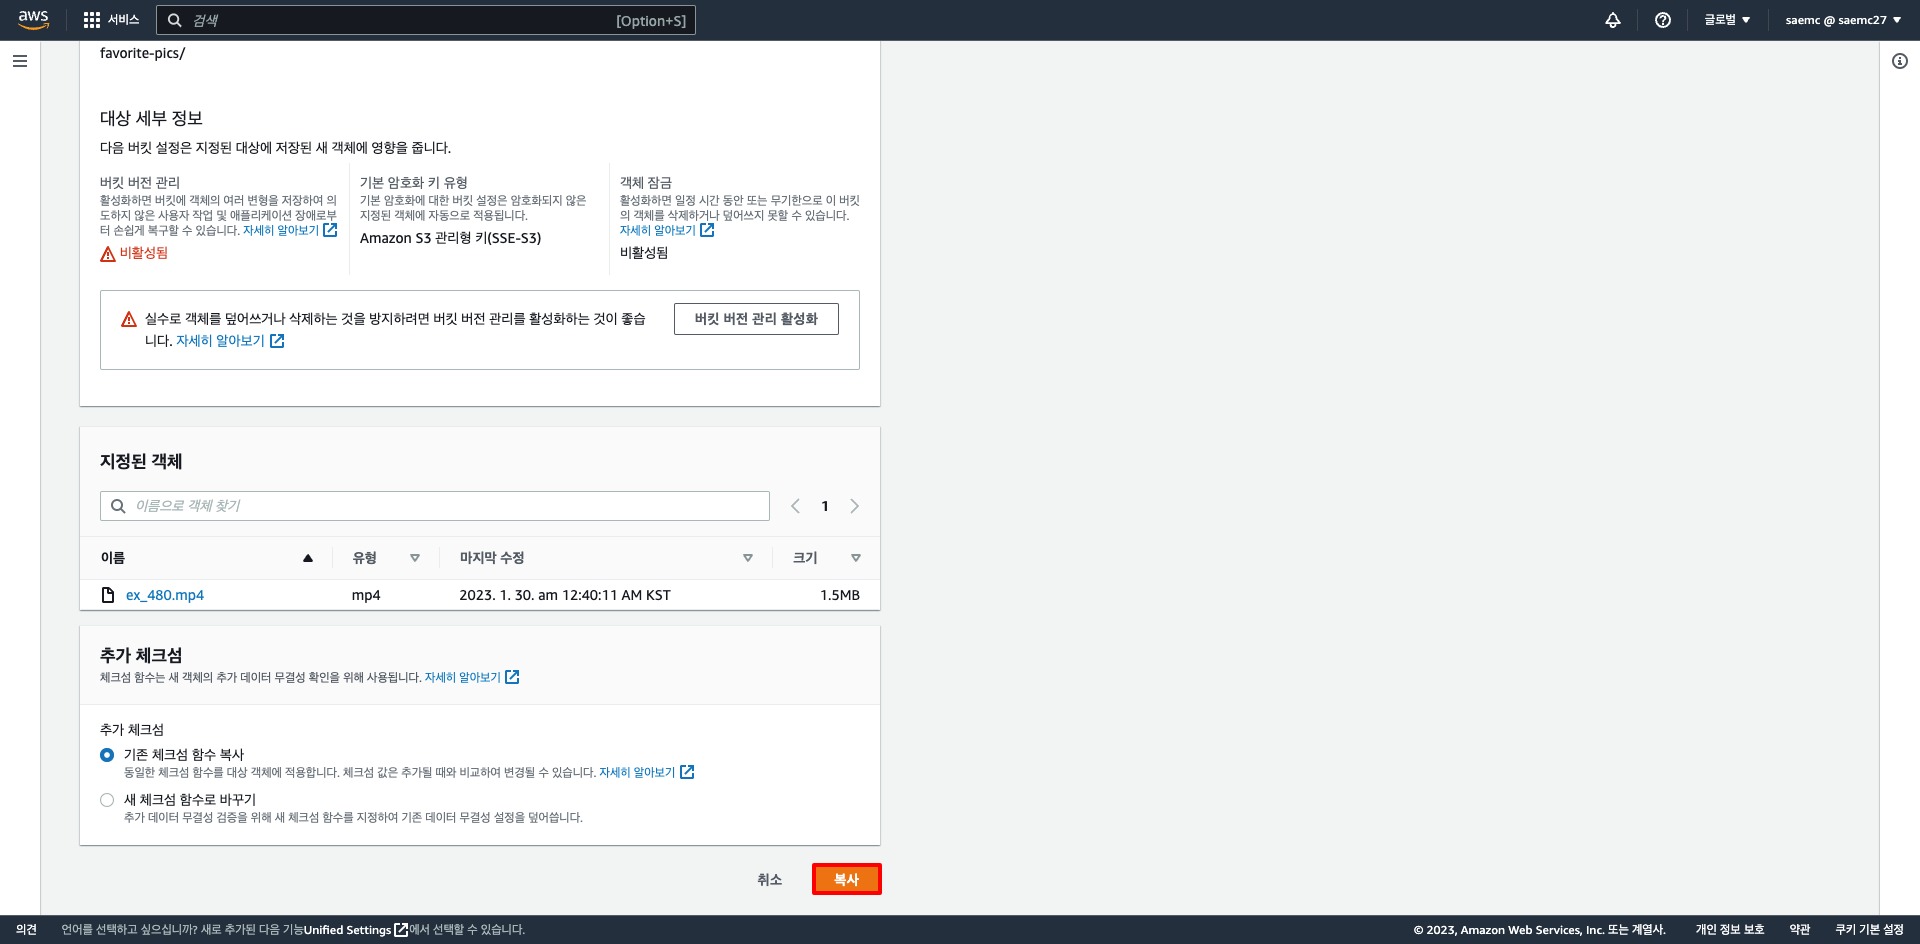 aws
서비스
검색
[Option+S]
글로벌
saemc @ saemc27
favorite-pics/
대상 세부 정보
다음 버킷 설정은 지정된 대상에 저장된 새 객체에 영향을 줍니다.
버킷 버전 관리
활성화하면 버킷에 객체의 여러 변형을 저장하여 의
도하지 않은 사용자 작업 및 애플리케이션 장애로부
터 손쉽게 복구할 수 있습니다. 자세히 알아보기
비활성됨
기본 암호화 키 유형
기본 암호화에 대한 버킷 설정은 암호화되지 않은
지정된 객체에 자동으로 적용됩니다.
Amazon S3 관리형 키(SSE-S3)
객체 잠금
활성화하면 일정 시간 동안 또는 무기한으로 이 버킷
의 객체를 삭제하거나 덮어쓰지 못할 수 있습니다.
자세히 알아보기
비활성됨
실수로 객체를 덮어쓰거나 삭제하는 것을 방지하려면 버킷 버전 관리를 활성화하는 것이 좋습
니다. 자세히 알아보기
버킷 버전 관리 활성화
지정된 객체
이름으로 객체 찾기
1
이름
유형
마지막 수정
크기
ex_480.mp4
mp4
2023. 1. 30. am 12:40:11 AM KST
1.5MB
추가 체크섬
체크섬 함수는 새 객체의 추가 데이터 무결성 확인을 위해 사용됩니다. 자세히 알아보기
추가 체크섬
기존 체크섬 함수 복사
동일한 체크섬 함수를 대상 객체에 적용합니다. 체크섬 값은 추가될 때와 비교하여 변경될 수 있습니다. 자세히 알아보기
새 체크섬 함수로 바꾸기
추가 데이터 무결성 검증을 위해 새 체크섬 함수를 지정하여 기존 데이터 무결성 설정을 덮어씁니다.
취소
복사
의견
언어를 선택하고 싶으십니까? 새로 추가된 다음 기능Unified Settings에서 선택할 수 있습니다.
© 2023, Amazon Web Services, Inc. 또는 계열사.
개인 정보 보호
약관
쿠키 기본 설정